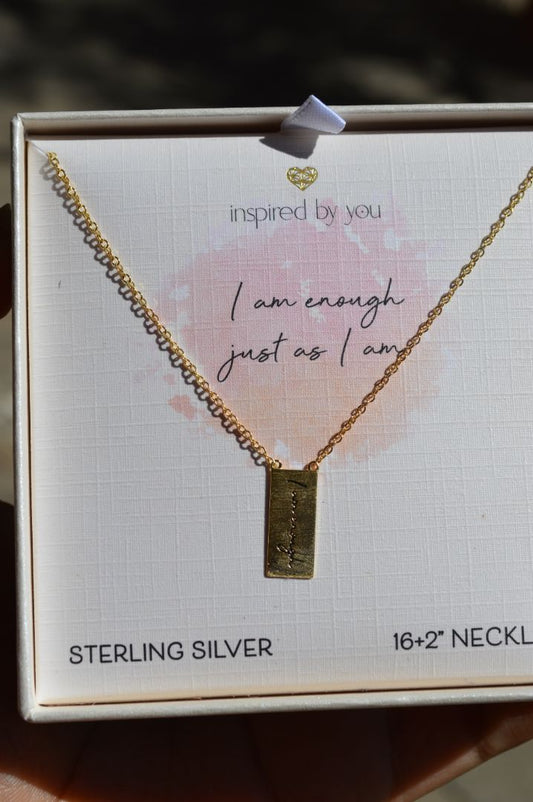 inspired by you
I am enough
just as I am
STERLING SILVER
16+2" NECKL